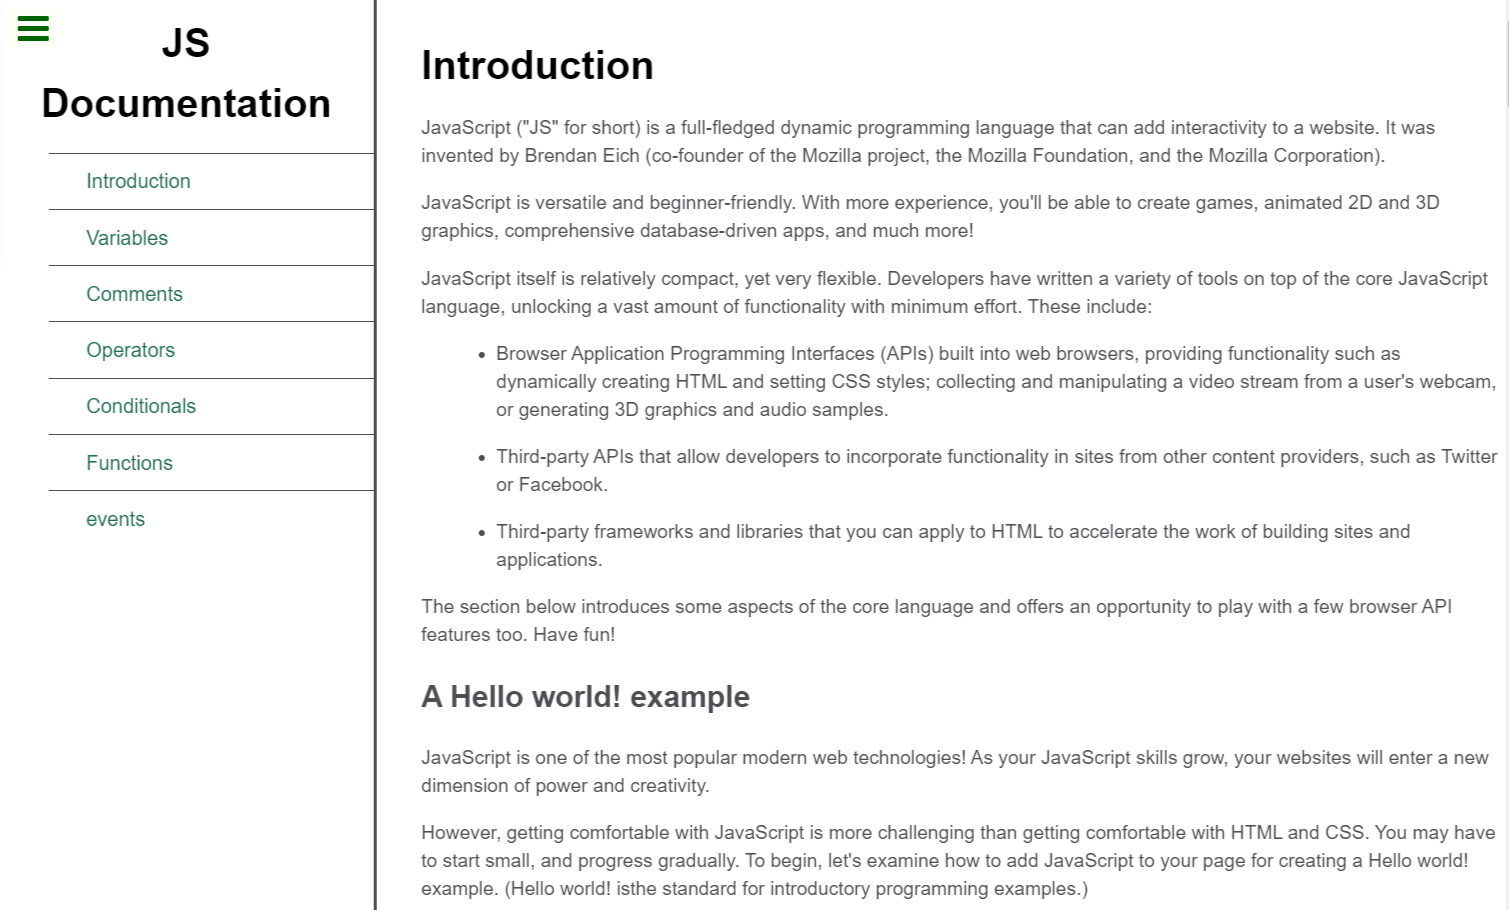 JS
Documentation
Introduction
Variables
Comments
Operators
Conditionals
Functions
events
Introduction
JavaScript ("JS" for short) is a full-fledged dynamic programming language that can add interactivity to a website. It was
invented by Brendan Eich (co-founder of the Mozilla project, the Mozilla Foundation, and the Mozilla Corporation).
JavaScript is versatile and beginner-friendly. With more experience, you'll be able to create games, animated 2D and 3D
graphics, comprehensive database-driven apps, and much more!
JavaScript itself is relatively compact, yet very flexible. Developers have written a variety of tools on top of the core JavaScript
language, unlocking a vast amount of functionality with minimum effort. These include:
• Browser Application Programming Interfaces (APIs) built into web browsers, providing functionality such as
dynamically creating HTML and setting CSS styles; collecting and manipulating a video stream from a user's webcam,
or generating 3D graphics and audio samples.
• Third-party APIs that allow developers to incorporate functionality in sites from other content providers, such as Twitter
or Facebook.
• Third-party frameworks and libraries that you can apply to HTML to accelerate the work of building sites and
applications.
The section below introduces some aspects of the core language and offers an opportunity to play with a few browser API
features too. Have fun!
A Hello world! example
JavaScript is one of the most popular modern web technologies! As your JavaScript skills grow, your websites will enter a new
dimension of power and creativity.
However, getting comfortable with JavaScript is more challenging than getting comfortable with HTML and CSS. You may have
to start small, and progress gradually. To begin, let's examine how to add JavaScript to your page for creating a Hello world!
example. (Hello world! isthe standard for introductory programming examples.)